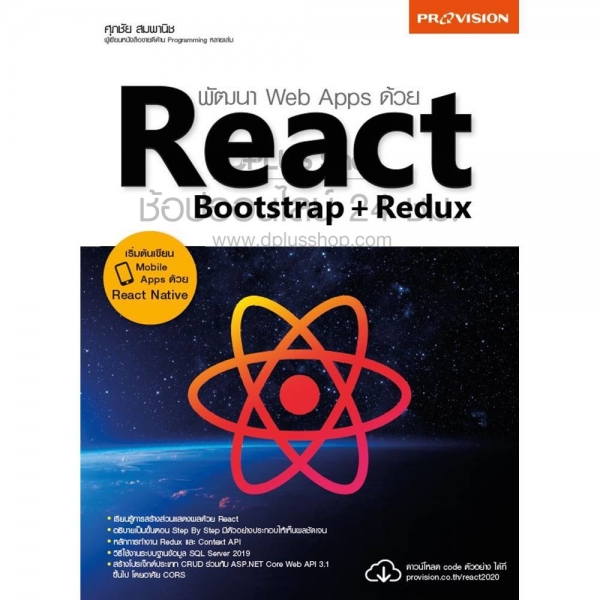 ศุภชัย สมพานิช
ผู้เขียนหนังสือขายดีด้าน Programming หลายเล่ม
PROVISION
พัฒนา Web Apps ด้วย
React
Bootstrap + Redux
ช้อปออนไลน์ 24 ชม.
www.dplusshop.com
เริ่มต้นเขียน
Mobile
Apps ด้วย
React Native
• เรียนรู้การสร้างส่วนแสดงผลด้วย React
• อธิบายเป็นขั้นตอน Step By Step มีตัวอย่างประกอบให้เห็นผลชัดเจน
• หลักการทำงาน Redux และ Context API
• วิธีใช้งานระบบฐานข้อมูล SQL Server 2019
• สร้างโปรเจ็กต์ประเภท CRUD ร่วมกับ ASP.NET Core Web API 3.1
ขึ้นไป โดยอาศัย CORS
ดาวน์โหลด code ตัวอย่าง ได้ที่
provision.co.th/react2020